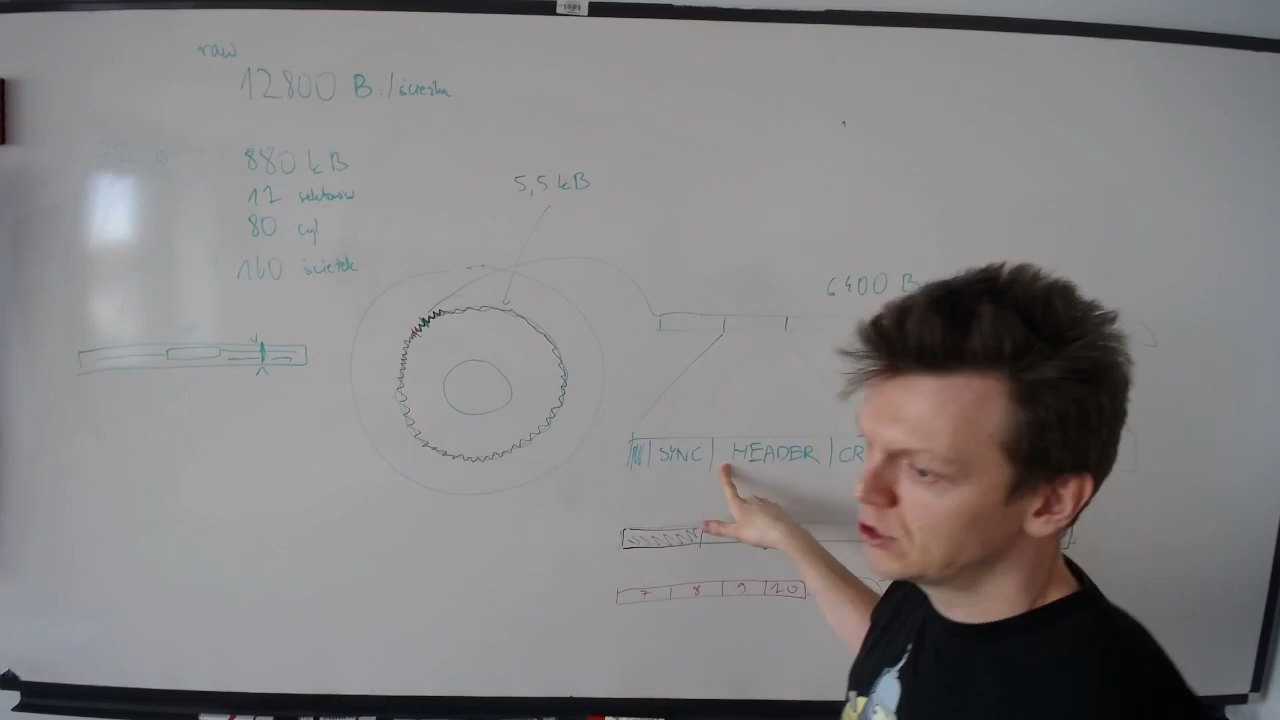 raw
12800 B./ścieżka
880 kB
5,5 kB
17 sektorów
80 cyl
160 ścieżek
6400 B
SYNC HEADER CR
7 8 9 10